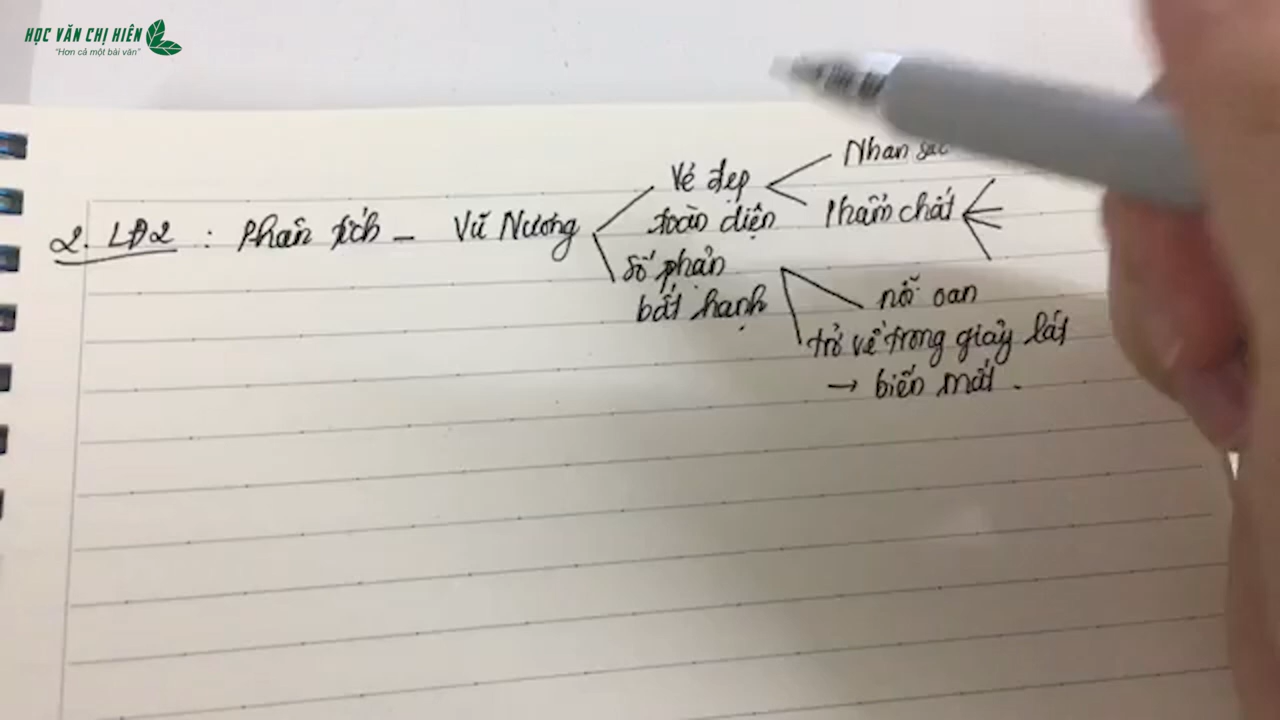 HỌC VĂN CHỊ HIÊN
"Hơn cả một bài văn"
Nhan sắc
Vẻ đẹp
toàn diện
Phẩm chất
2. LĐ2 : Phân tích - Vũ Nương
số phận
bất hạnh
nỗi oan
trở về trong giây lát
→ biến mất.